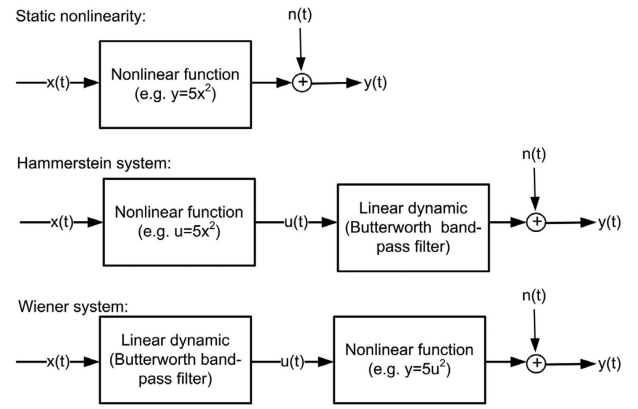 Static nonlinearity:
n(t)
x(t)
Nonlinear function
(e.g. y=5x²)
+
y(t)
Hammerstein system:
n(t)
x(t)
Nonlinear function
(e.g. u=5x²)
u(t)
Linear dynamic
(Butterworth band-
pass filter)
+
y(t)
Wiener system:
n(t)
x(t)
Linear dynamic
(Butterworth band-
pass filter)
u(t)
Nonlinear function
(e.g. y=5u²)
+
y(t)